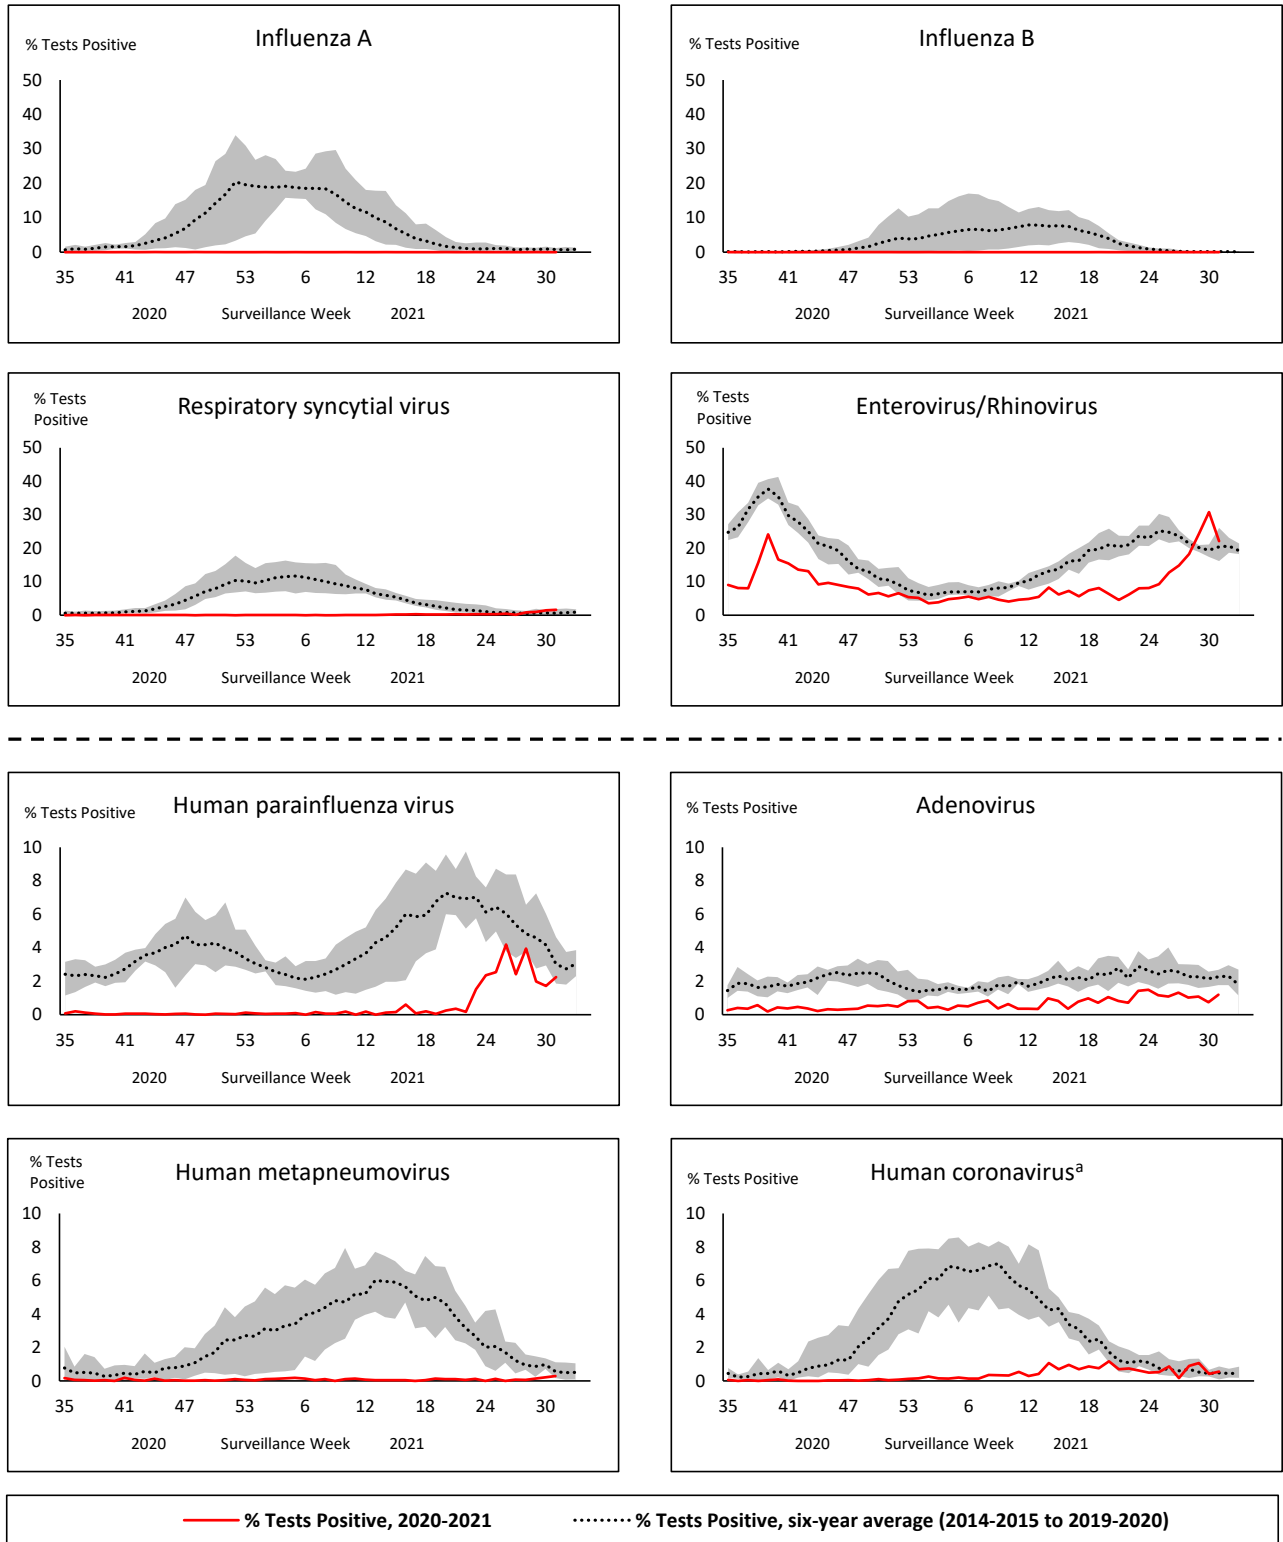 Influenza A
% Tests Positive
50
40
30
20
10
0
35 41 47 53 6 12 18 24 30
2020 Surveillance Week 2021
Influenza B
% Tests Positive
50
40
30
20
10
0
35 41 47 53 6 12 18 24 30
2020 Surveillance Week 2021
Respiratory syncytial virus
% Tests
Positive
50
40
30
20
10
0
35 41 47 53 6 12 18 24 30
2020 Surveillance Week 2021
Enterovirus/Rhinovirus
% Tests
Positive
50
40
30
20
10
0
35 41 47 53 6 12 18 24 30
2020 Surveillance Week 2021
Human parainfluenza virus
% Tests Positive
10
8
6
4
2
0
35 41 47 53 6 12 18 24 30
2020 Surveillance Week 2021
Adenovirus
% Tests Positive
10
8
6
4
2
0
35 41 47 53 6 12 18 24 30
2020 Surveillance Week 2021
Human metapneumovirus
% Tests
Positive
10
8
6
4
2
0
35 41 47 53 6 12 18 24 30
2020 Surveillance Week 2021
Human coronavirusᵃ
% Tests Positive
10
8
6
4
2
0
35 41 47 53 6 12 18 24 30
2020 Surveillance Week 2021
% Tests Positive, 2020-2021 % Tests Positive, six-year average (2014-2015 to 2019-2020)